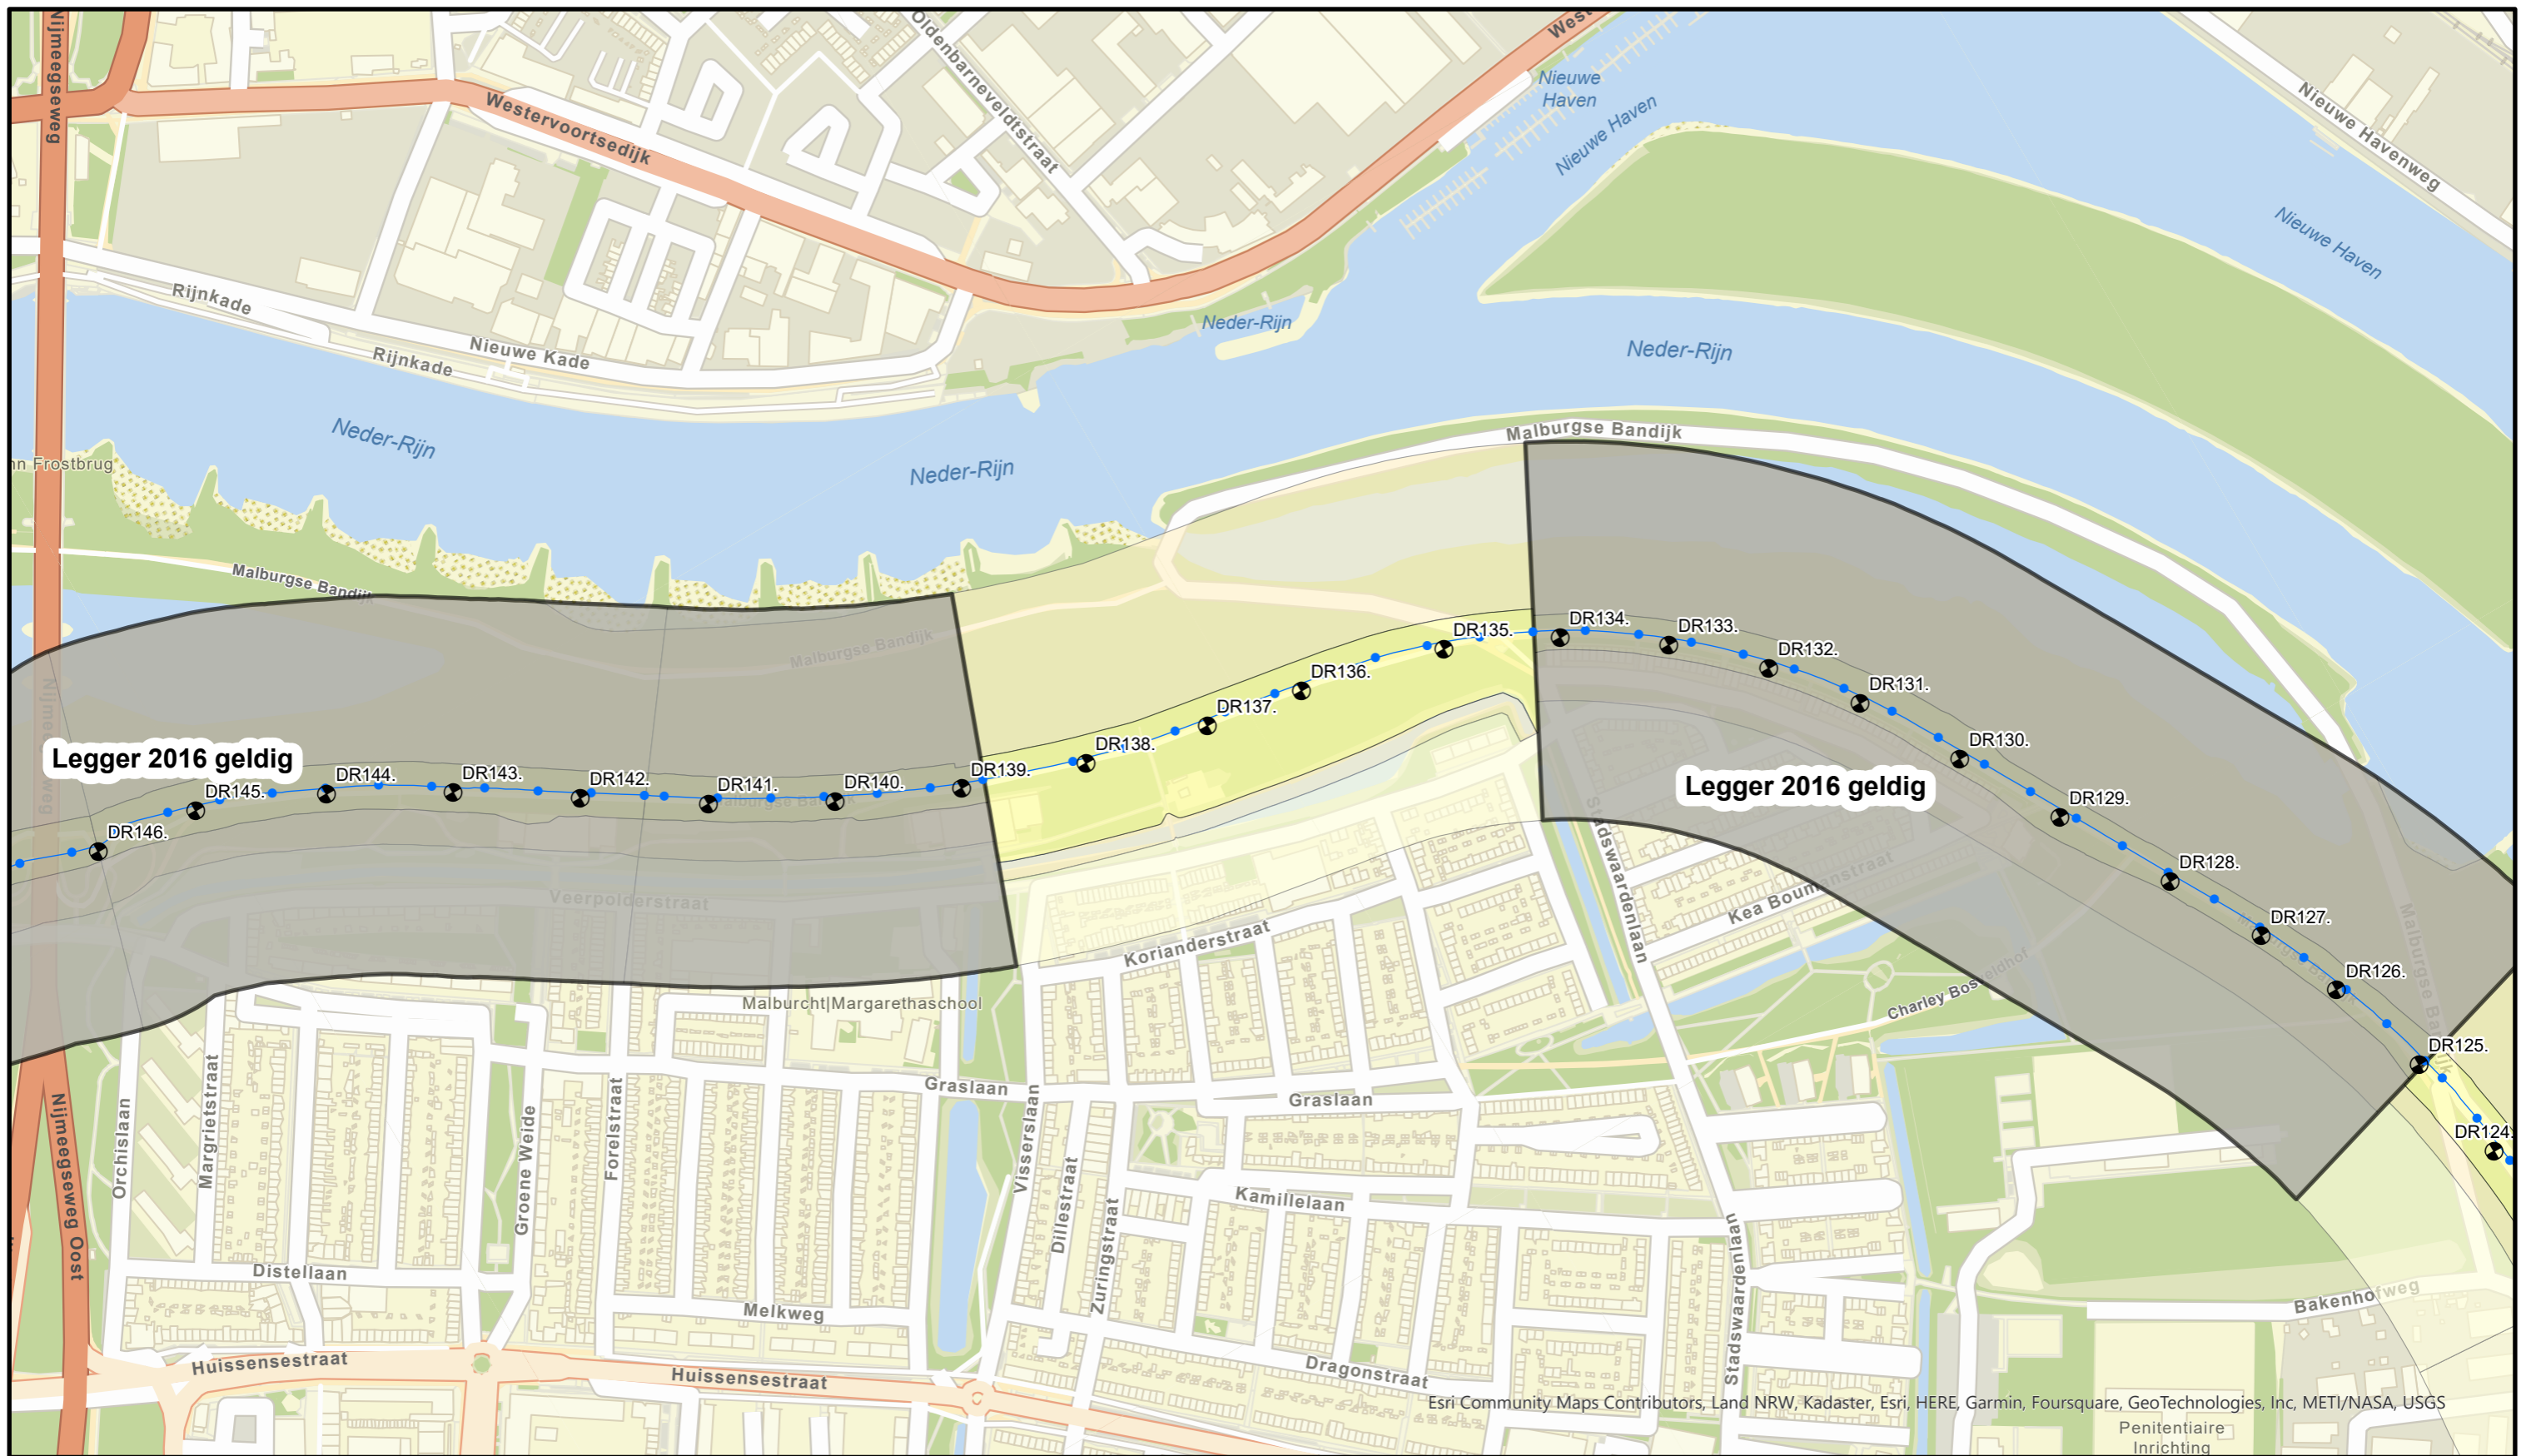 Nijmeegseweg
Westervoortsedijk
Oldenbarneveldtstraat
West
Nieuwe
Haven
Nieuwe Haven
Nieuwe Havenweg
Nieuwe Haven
Rijnkade
Nieuwe Kade
Rijnkade
Neder-Rijn
Neder-Rijn
Neder-Rijn
Neder-Rijn
nn Frostbrug
Malburgse Bandijk
Malburgse Bandijk
Malburgse Bandijk
DR134.
DR133.
DR135.
DR132.
DR136.
DR131.
DR137.
DR138.
DR130.
Legger 2016 geldig
DR139.
DR144.
DR143.
DR142.
DR141.
DR140.
DR145.
Legger 2016 geldig
DR129.
DR146.
DR128.
DR127.
DR126.
DR125.
DR124.
Veerpolderstraat
Stadswaardenlaan
Kea Boumanstraat
Korianderstraat
Charley Bosveldhof
Malburcht|Margarethaschool
Graslaan
Graslaan
Orchislaan
Margrietstraat
Groene Weide
Forelstraat
Visserslaan
Dillestraat
Zuringstraat
Kamillelaan
Stadswaardenlaan
Nijmeegseweg Oost
Distellaan
Melkweg
Bakenhofweg
Huissensestraat
Huissensestraat
Dragonstraat
Esri Community Maps Contributors, Land NRW, Kadaster, Esri, HERE, Garmin, Foursquare, GeoTechnologies, Inc, METI/NASA, USGS
Penitentiaire
Inrichting